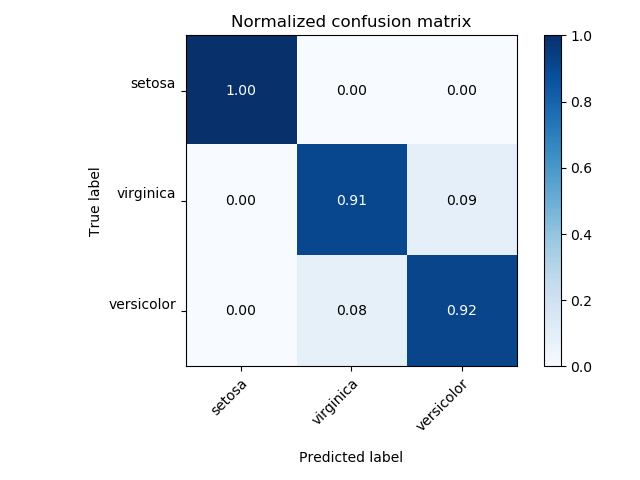 Normalized confusion matrix
True label
setosa 1.00 0.00 0.00
virginica 0.00 0.91 0.09
versicolor 0.00 0.08 0.92
setosa virginica versicolor
Predicted label
1.0
0.8
0.6
0.4
0.2
0.0